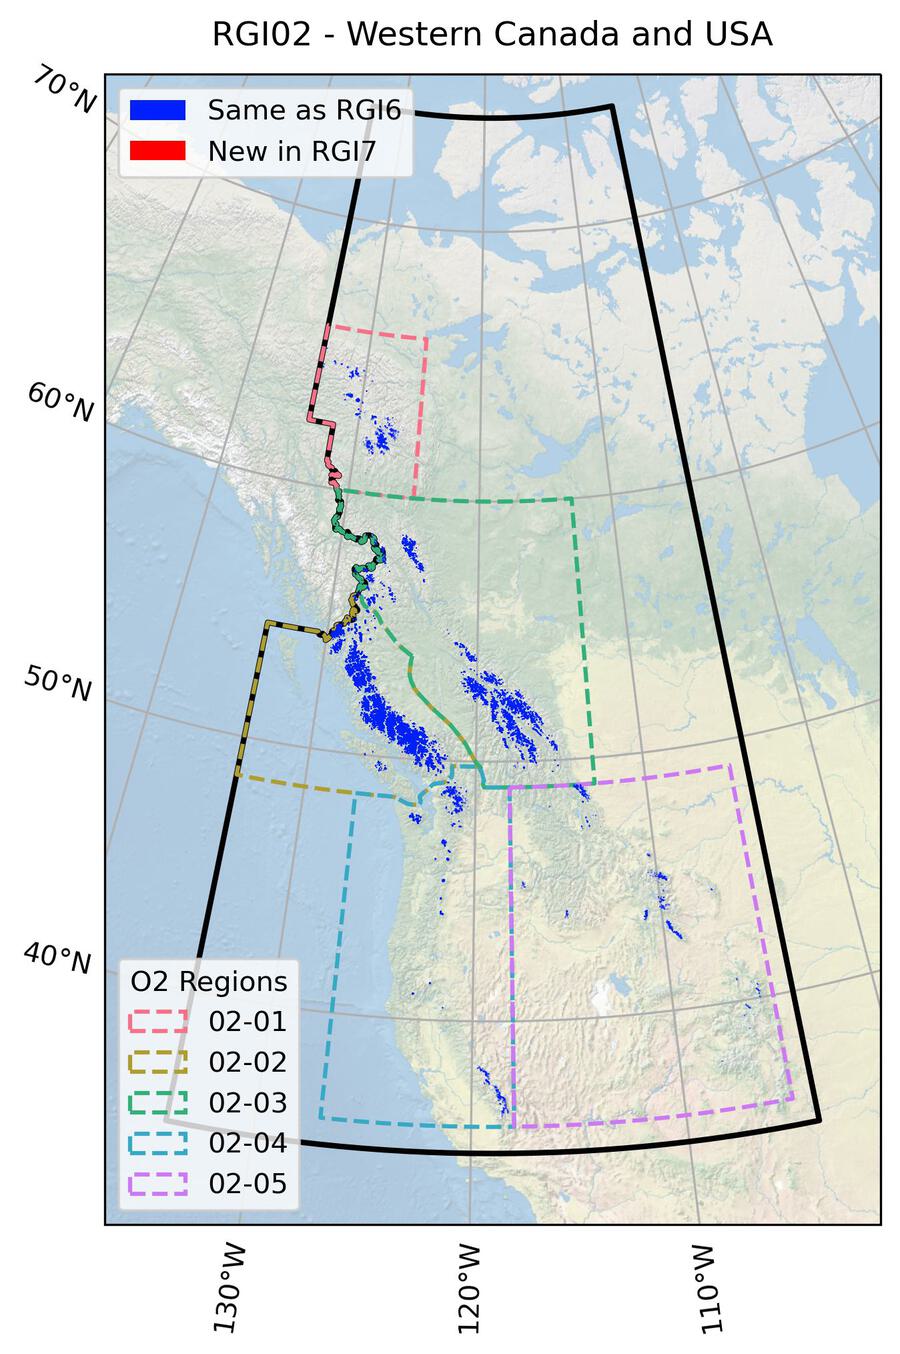 RGI02 - Western Canada and USA
70°N
Same as RGI6
New in RGI7
60°N
50°N
40°N
O2 Regions
02-01
02-02
02-03
02-04
02-05
130°W
120°W
110°W